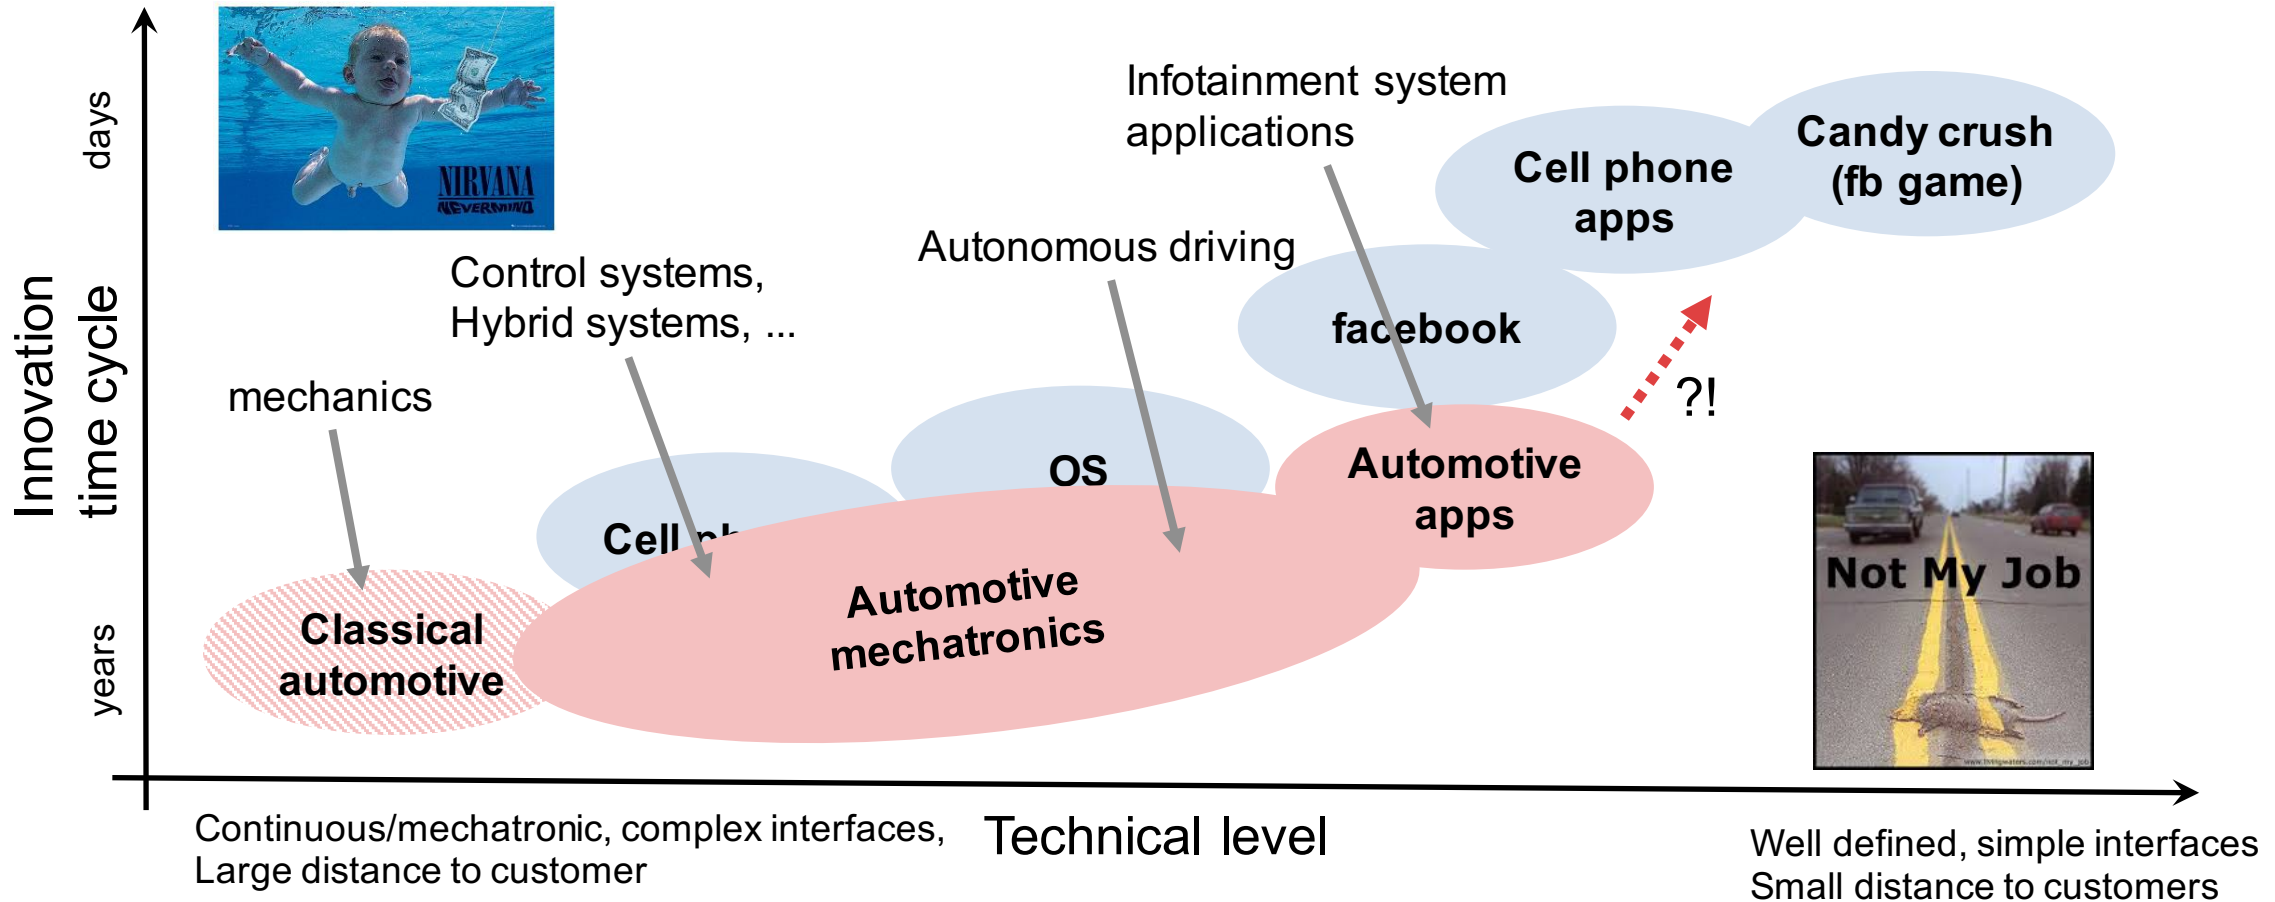 Infotainment system
applications
Candy crush
(fb game)
Cell phone
apps
days
NIRVANA
NEVERMIND
Autonomous driving
Control systems,
Hybrid systems, ...
facebook
Innovation
time cycle
mechanics
?!
OS
Automotive
apps
Cell
Not My Job
Automotive
mechatronics
Classical
automotive
years
Continuous/mechatronic, complex interfaces,
Large distance to customer
Technical level
Well defined, simple interfaces
Small distance to customers